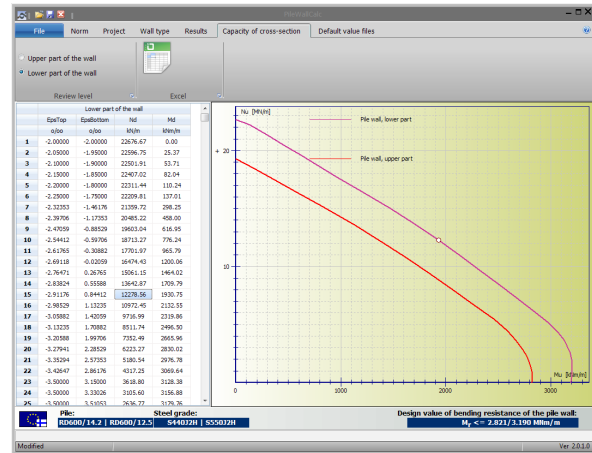 PileWallCalc
File Norm Project Wall type Results Capacity of cross-section Default value files
Upper part of the wall
Lower part of the wall
Review level Excel
Lower part of the wall
EpsTop EpsBottom Nd Md
o/oo o/oo kN/m kNm/m
1 -2.00000 -2.00000 22676.67 0.00
2 -2.05000 -1.95000 22596.75 25.37
3 -2.10000 -1.90000 22501.91 53.71
4 -2.15000 -1.85000 22407.02 82.04
5 -2.20000 -1.80000 22311.44 110.24
6 -2.25000 -1.75000 22209.81 137.01
7 -2.32353 -1.46176 21359.72 298.25
8 -2.39706 -1.17353 20485.22 458.00
9 -2.47059 -0.88529 19603.04 616.95
10 -2.54412 -0.59706 18713.27 776.24
11 -2.61765 -0.30882 17701.97 965.79
12 -2.69118 -0.02059 16474.43 1200.06
13 -2.76471 0.26765 15061.15 1464.02
14 -2.83824 0.55588 13642.87 1709.79
15 -2.91176 0.84412 12278.56 1930.75
16 -2.98529 1.13235 10972.45 2132.55
17 -3.05882 1.42059 9716.99 2319.86
18 -3.13235 1.70882 8511.74 2496.50
19 -3.20588 1.99706 7352.49 2665.96
20 -3.27941 2.28529 6223.27 2830.02
21 -3.35294 2.57353 5180.54 2976.78
22 -3.42647 2.86176 4317.25 3069.64
23 -3.50000 3.15000 3618.80 3128.38
24 -3.50000 3.33026 3105.60 3156.88
25 -3.50000 3.51053 2636.77 3179.76
Nu [MN/m]
Pile wall, lower part
+ 20
Pile wall, upper part
10
Mu [kNm/m]
0 1000 2000 3000
Pile: Steel grade: Design value of bending resistance of the pile wall:
RD600/14.2 | RD600/12.5 S440J2H | S550J2H Mr <= 2.821/3.190 MNm/m
Modified Ver 2.0.1.0